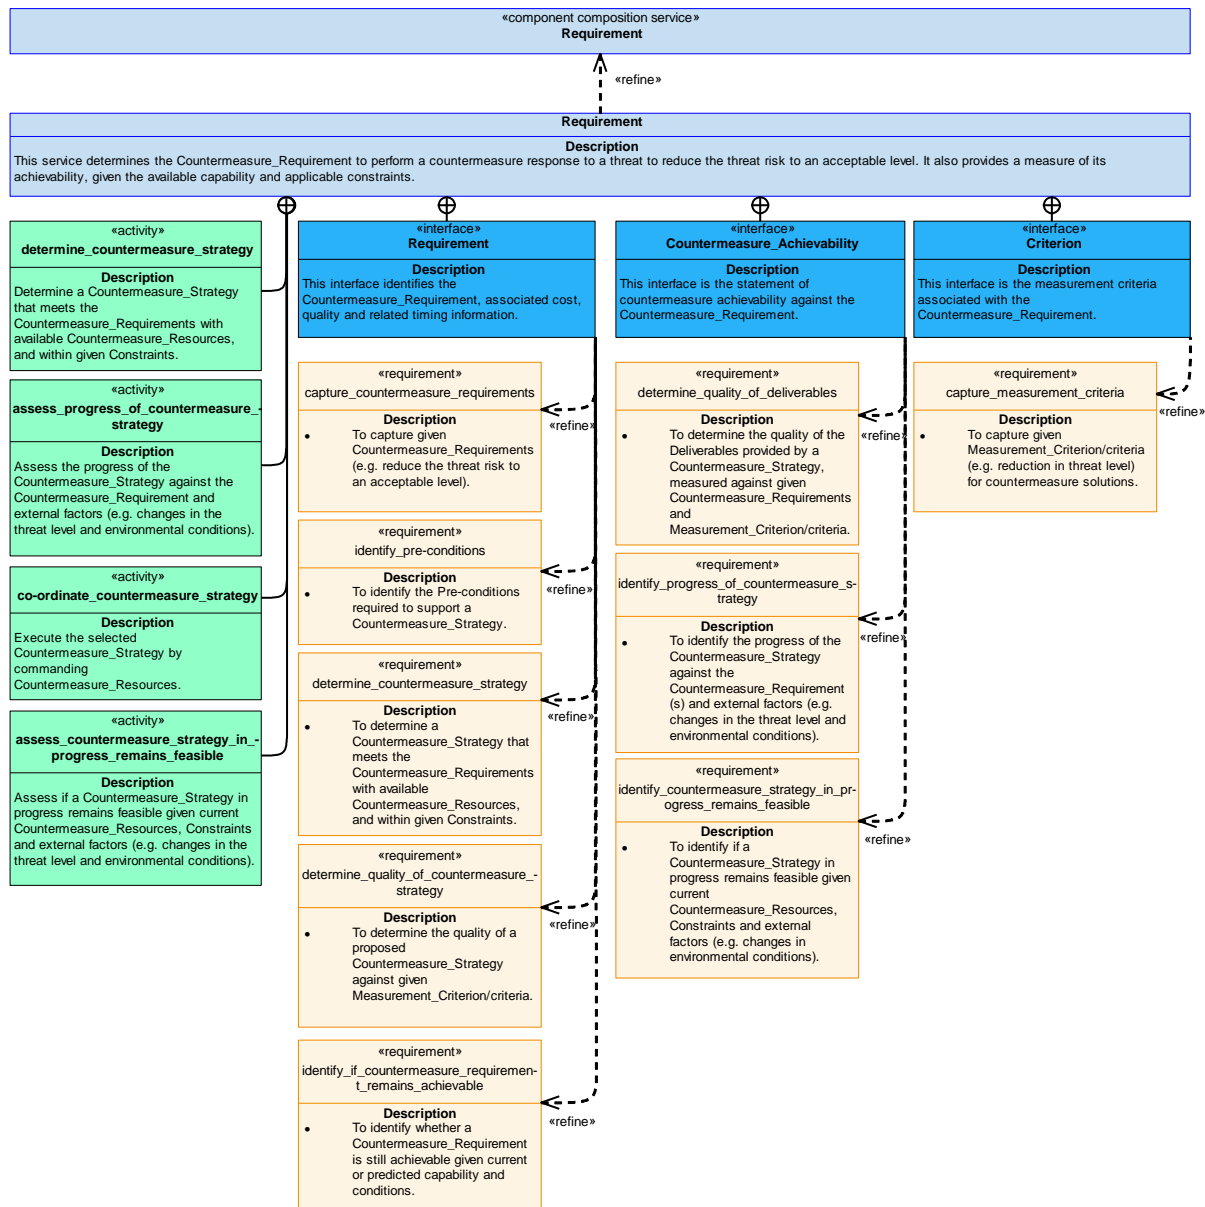 «component composition service»
Requirement
«refine»
Requirement
Description
This service determines the Countermeasure_Requirement to perform a countermeasure response to a threat to reduce the threat risk to an acceptable level. It also provides a measure of its
achievability, given the available capability and applicable constraints.
«activity»
determine_countermeasure_strategy
Description
Determine a Countermeasure_Strategy
that meets the
Countermeasure_Requirements with
available Countermeasure_Resources,
and within given Constraints.
«activity»
assess_progress_of_countermeasure_-
strategy
Description
Assess the progress of the
Countermeasure_Strategy against the
Countermeasure_Requirement and
external factors (e.g. changes in the
threat level and environmental conditions).
«activity»
co-ordinate_countermeasure_strategy
Description
Execute the selected
Countermeasure_Strategy by
commanding
Countermeasure_Resources.
«activity»
assess_countermeasure_strategy_in_-
progress_remains_feasible
Description
Assess if a Countermeasure_Strategy in
progress remains feasible given current
Countermeasure_Resources, Constraints
and external factors (e.g. changes in the
threat level and environmental conditions).
«interface»
Requirement
Description
This interface identifies the
Countermeasure_Requirement, associated cost,
quality and related timing information.
«requirement»
capture_countermeasure_requirements
Description
• To capture given
Countermeasure_Requirements
(e.g. reduce the threat risk to
an acceptable level).
«refine»
«requirement»
identify_pre-conditions
Description
• To identify the Pre-conditions
required to support a
Countermeasure_Strategy.
«refine»
«requirement»
determine_countermeasure_strategy
Description
• To determine a
Countermeasure_Strategy that
meets the
Countermeasure_Requirements
with available
Countermeasure_Resources,
and within given Constraints.
«refine»
«requirement»
determine_quality_of_countermeasure_-
strategy
Description
• To determine the quality of a
proposed
Countermeasure_Strategy
against given
Measurement_Criterion/criteria.
«refine»
«requirement»
identify_if_countermeasure_requiremen-
t_remains_achievable
Description
• To identify whether a
Countermeasure_Requirement
is still achievable given current
or predicted capability and
conditions.
«refine»
«interface»
Countermeasure_Achievability
Description
This interface is the statement of
countermeasure achievability against the
Countermeasure_Requirement.
«requirement»
determine_quality_of_deliverables
Description
• To determine the quality of the
Deliverables provided by a
Countermeasure_Strategy,
measured against given
Countermeasure_Requirements
and
Measurement_Criterion/criteria.
«refine»
«requirement»
identify_progress_of_countermeasure_s-
trategy
Description
• To identify the progress of the
Countermeasure_Strategy
against the
Countermeasure_Requirement
(s) and external factors (e.g.
changes in the threat level and
environmental conditions).
«refine»
«requirement»
identify_countermeasure_strategy_in_pr-
ogress_remains_feasible
Description
• To identify if a
Countermeasure_Strategy in
progress remains feasible given
current
Countermeasure_Resources,
Constraints and external
factors (e.g. changes in
environmental conditions).
«refine»
«interface»
Criterion
Description
This interface is the measurement criteria
associated with the
Countermeasure_Requirement.
«requirement»
capture_measurement_criteria
Description
• To capture given
Measurement_Criterion/criteria
(e.g. reduction in threat level)
for countermeasure solutions.
«refine»